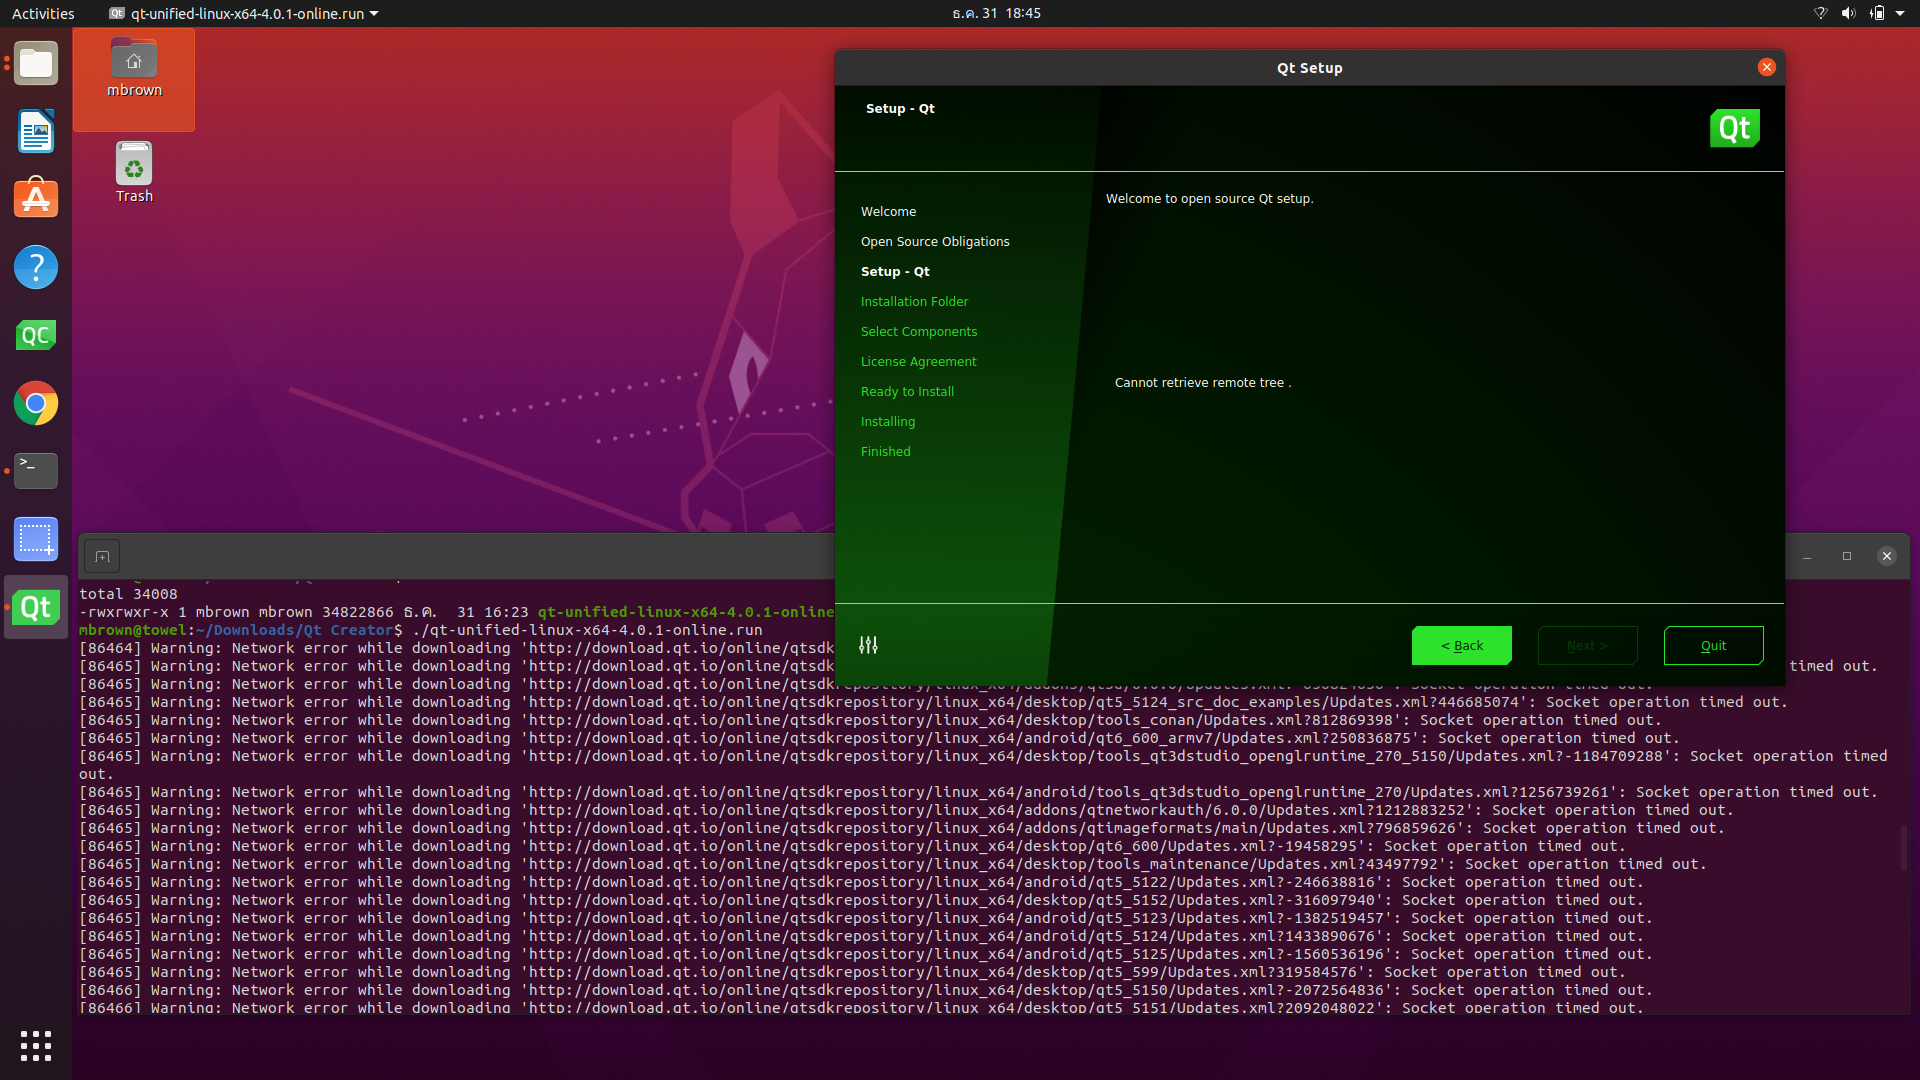 Activities
qt-unified-linux-x64-4.0.1-online.run
ธ.ค. 31 18:45
mbrown
Trash
Qt Setup
Setup - Qt
Qt
Welcome
Open Source Obligations
Setup - Qt
Installation Folder
Select Components
License Agreement
Ready to Install
Installing
Finished
Welcome to open source Qt setup.
Cannot retrieve remote tree .
< Back
Next >
Quit
QC
Qt
total 34008
-rwxrwxr-x 1 mbrown mbrown 34822866 ธ.ค.  31 16:23 qt-unified-linux-x64-4.0.1-online
mbrown@towel:~/Downloads/Qt Creator$ ./qt-unified-linux-x64-4.0.1-online.run
[86464] Warning: Network error while downloading 'http://download.qt.io/online/qtsdk
[86465] Warning: Network error while downloading 'http://download.qt.io/online/qtsdk timed out.
[86465] Warning: Network error while downloading 'http://download.qt.io/online/qtsdkrepository/linux_x64/addons/ Socket operation timed out.
[86465] Warning: Network error while downloading 'http://download.qt.io/online/qtsdkrepository/linux_x64/desktop/qt5_5124_src_doc_examples/Updates.xml?446685074': Socket operation timed out.
[86465] Warning: Network error while downloading 'http://download.qt.io/online/qtsdkrepository/linux_x64/desktop/tools_conan/Updates.xml?812869398': Socket operation timed out.
[86465] Warning: Network error while downloading 'http://download.qt.io/online/qtsdkrepository/linux_x64/android/qt6_600_armv7/Updates.xml?250836875': Socket operation timed out.
[86465] Warning: Network error while downloading 'http://download.qt.io/online/qtsdkrepository/linux_x64/desktop/tools_qt3dstudio_openglruntime_270_5150/Updates.xml?-1184709288': Socket operation timed
out.
[86465] Warning: Network error while downloading 'http://download.qt.io/online/qtsdkrepository/linux_x64/android/tools_qt3dstudio_openglruntime_270/Updates.xml?1256739261': Socket operation timed out.
[86465] Warning: Network error while downloading 'http://download.qt.io/online/qtsdkrepository/linux_x64/addons/qtnetworkauth/6.0.0/Updates.xml?1212883252': Socket operation timed out.
[86465] Warning: Network error while downloading 'http://download.qt.io/online/qtsdkrepository/linux_x64/addons/qtimageformats/main/Updates.xml?796859626': Socket operation timed out.
[86465] Warning: Network error while downloading 'http://download.qt.io/online/qtsdkrepository/linux_x64/desktop/qt6_600/Updates.xml?-19458295': Socket operation timed out.
[86465] Warning: Network error while downloading 'http://download.qt.io/online/qtsdkrepository/linux_x64/desktop/tools_maintenance/Updates.xml?43497792': Socket operation timed out.
[86465] Warning: Network error while downloading 'http://download.qt.io/online/qtsdkrepository/linux_x64/android/qt5_5122/Updates.xml?-246638816': Socket operation timed out.
[86465] Warning: Network error while downloading 'http://download.qt.io/online/qtsdkrepository/linux_x64/desktop/qt5_5152/Updates.xml?-316097940': Socket operation timed out.
[86465] Warning: Network error while downloading 'http://download.qt.io/online/qtsdkrepository/linux_x64/android/qt5_5123/Updates.xml?-1382519457': Socket operation timed out.
[86465] Warning: Network error while downloading 'http://download.qt.io/online/qtsdkrepository/linux_x64/android/qt5_5124/Updates.xml?1433890676': Socket operation timed out.
[86465] Warning: Network error while downloading 'http://download.qt.io/online/qtsdkrepository/linux_x64/android/qt5_5125/Updates.xml?-1560536196': Socket operation timed out.
[86465] Warning: Network error while downloading 'http://download.qt.io/online/qtsdkrepository/linux_x64/desktop/qt5_599/Updates.xml?319584576': Socket operation timed out.
[86466] Warning: Network error while downloading 'http://download.qt.io/online/qtsdkrepository/linux_x64/desktop/qt5_5150/Updates.xml?-2072564836': Socket operation timed out.
[86466] Warning: Network error while downloading 'http://download.qt.io/online/qtsdkrepository/linux_x64/desktop/qt5_5151/Updates.xml?2092048022': Socket operation timed out.